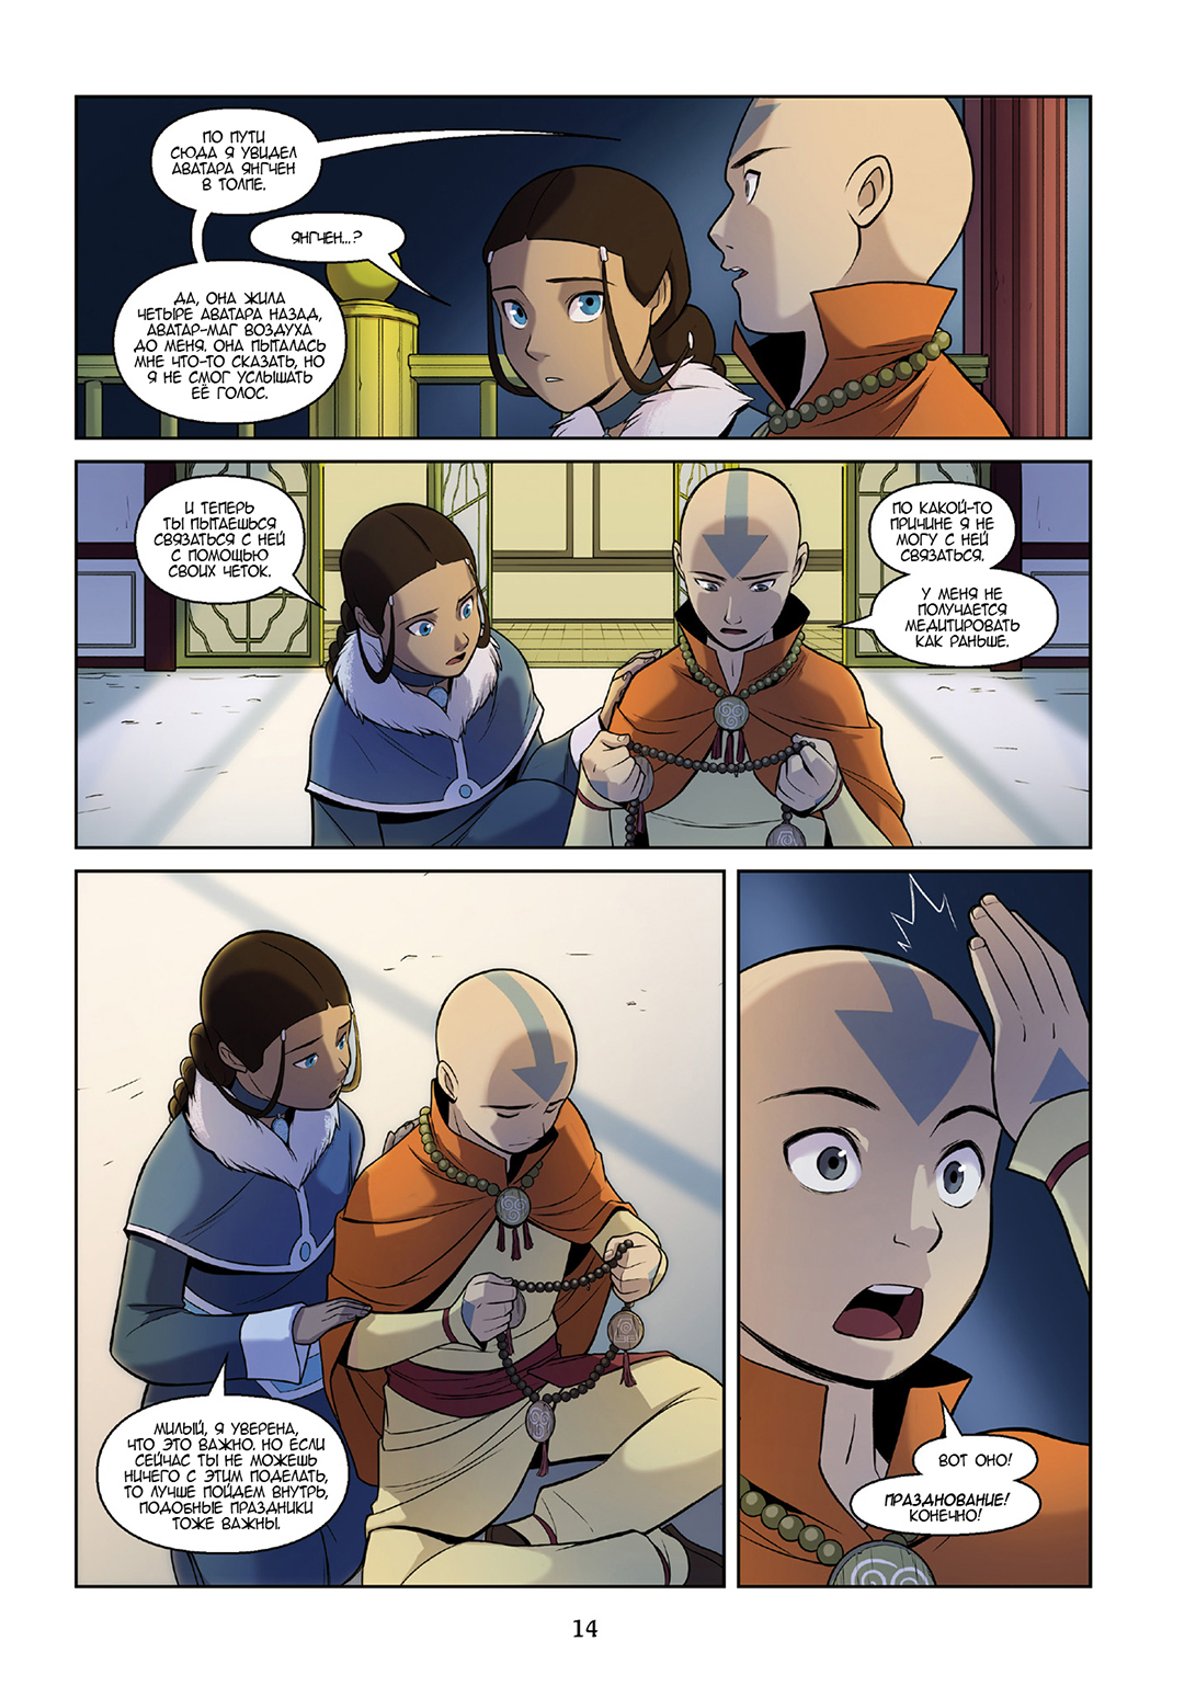 ПО ПУТИ
СЮДА Я УВИДЕЛ
АВАТАРА ЯНГЧЕН
В ТОЛПЕ.
ЯНГЧЕН...?
ДА, ОНА ЖИЛА
ЧЕТЫРЕ АВАТАРА НАЗАД,
АВАТАР-МАГ ВОЗДУХА
ДО МЕНЯ. ОНА ПЫТАЛАСЬ
МНЕ ЧТО-ТО СКАЗАТЬ, НО
Я НЕ СМОГ УСЛЫШАТЬ
ЕЁ ГОЛОС.
И ТЕПЕРЬ
ТЫ ПЫТАЕШЬСЯ
СВЯЗАТЬСЯ С НЕЙ
С ПОМОЩЬЮ
СВОИХ ЧЕТОК.
ПО КАКОЙ-ТО
ПРИЧИНЕ Я НЕ
МОГУ С НЕЙ
СВЯЗАТЬСЯ.
У МЕНЯ НЕ
ПОЛУЧАЕТСЯ
МЕДИТИРОВАТЬ
КАК РАНЬШЕ.
МИЛЫЙ, Я УВЕРЕНА,
ЧТО ЭТО ВАЖНО. НО ЕСЛИ
СЕЙЧАС ТЫ НЕ МОЖЕШЬ
НИЧЕГО С ЭТИМ ПОДЕЛАТЬ,
ТО ЛУЧШЕ ПОЙДЕМ ВНУТРЬ,
ПОДОБНЫЕ ПРАЗДНИКИ
ТОЖЕ ВАЖНЫ.
ВОТ ОНО!
ПРАЗДНОВАНИЕ!
КОНЕЧНО!
14